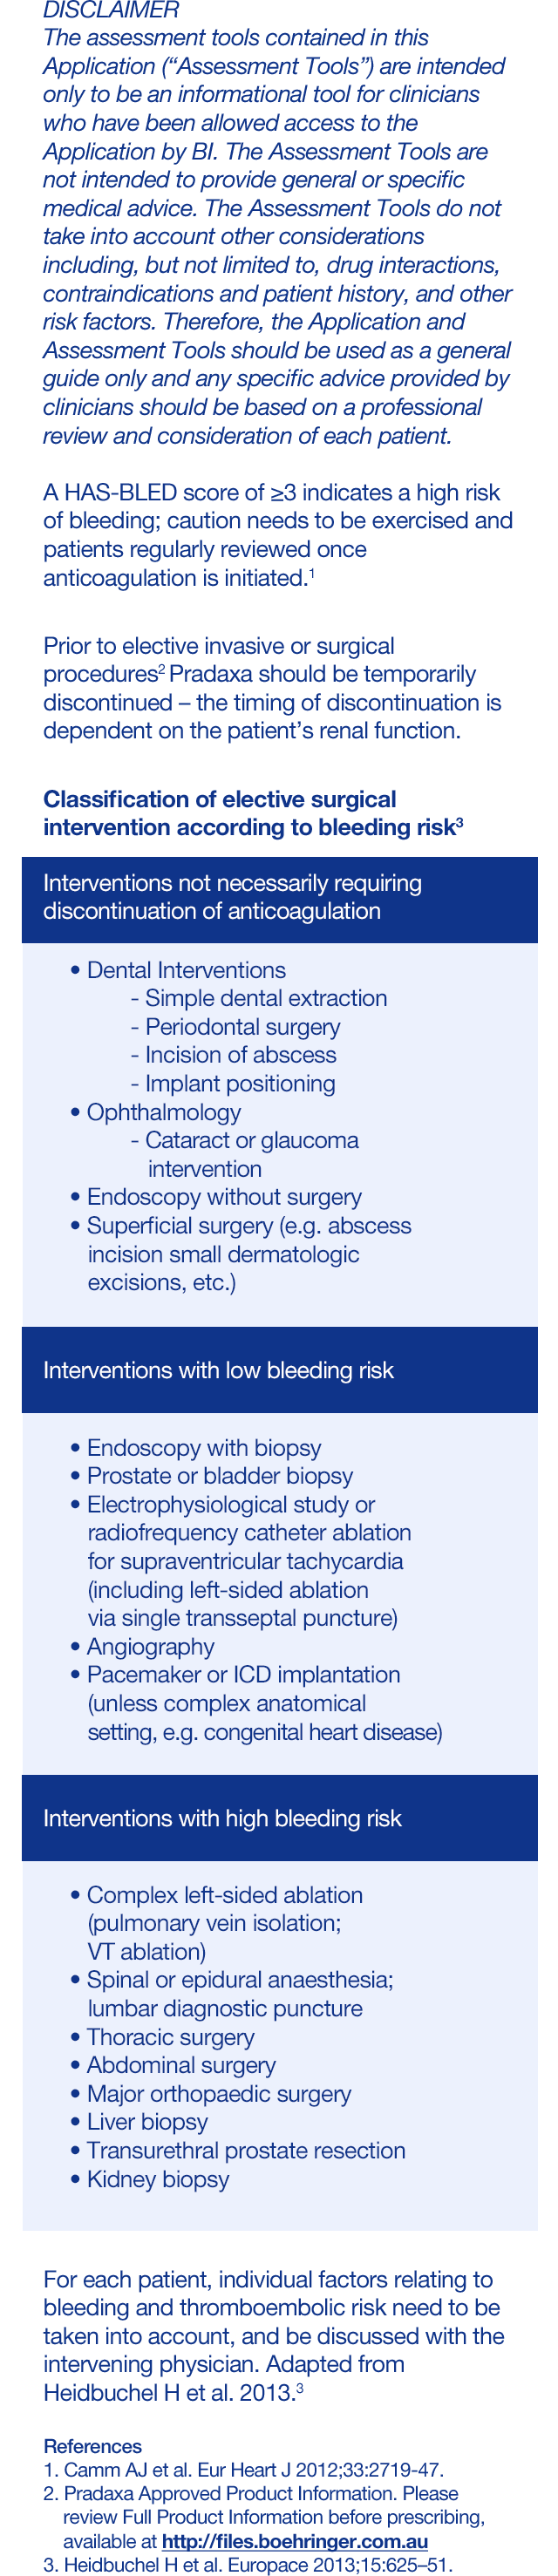 DISCLAIMER
The assessment tools contained in this
Application (“Assessment Tools”) are intended
only to be an informational tool for clinicians
who have been allowed access to the
Application by BI. The Assessment Tools are
not intended to provide general or specific
medical advice. The Assessment Tools do not
take into account other considerations
including, but not limited to, drug interactions,
contraindications and patient history, and other
risk factors. Therefore, the Application and
Assessment Tools should be used as a general
guide only and any specific advice provided by
clinicians should be based on a professional
review and consideration of each patient.
A HAS-BLED score of ≥3 indicates a high risk
of bleeding; caution needs to be exercised and
patients regularly reviewed once
anticoagulation is initiated.1
Prior to elective invasive or surgical
procedures2 Pradaxa should be temporarily
discontinued – the timing of discontinuation is
dependent on the patient’s renal function.
Classification of elective surgical
intervention according to bleeding risk3
Interventions not necessarily requiring
discontinuation of anticoagulation
• Dental Interventions
- Simple dental extraction
- Periodontal surgery
- Incision of abscess
- Implant positioning
• Ophthalmology
- Cataract or glaucoma
intervention
• Endoscopy without surgery
• Superficial surgery (e.g. abscess
incision small dermatologic
excisions, etc.)
Interventions with low bleeding risk
• Endoscopy with biopsy
• Prostate or bladder biopsy
• Electrophysiological study or
radiofrequency catheter ablation
for supraventricular tachycardia
(including left-sided ablation
via single transseptal puncture)
• Angiography
• Pacemaker or ICD implantation
(unless complex anatomical
setting, e.g. congenital heart disease)
Interventions with high bleeding risk
• Complex left-sided ablation
(pulmonary vein isolation;
VT ablation)
• Spinal or epidural anaesthesia;
lumbar diagnostic puncture
• Thoracic surgery
• Abdominal surgery
• Major orthopaedic surgery
• Liver biopsy
• Transurethral prostate resection
• Kidney biopsy
For each patient, individual factors relating to
bleeding and thromboembolic risk need to be
taken into account, and be discussed with the
intervening physician. Adapted from
Heidbuchel H et al. 2013.3
References
1. Camm AJ et al. Eur Heart J 2012;33:2719-47.
2. Pradaxa Approved Product Information. Please
review Full Product Information before prescribing,
available at http://files.boehringer.com.au
3. Heidbuchel H et al. Europace 2013;15:625–51.